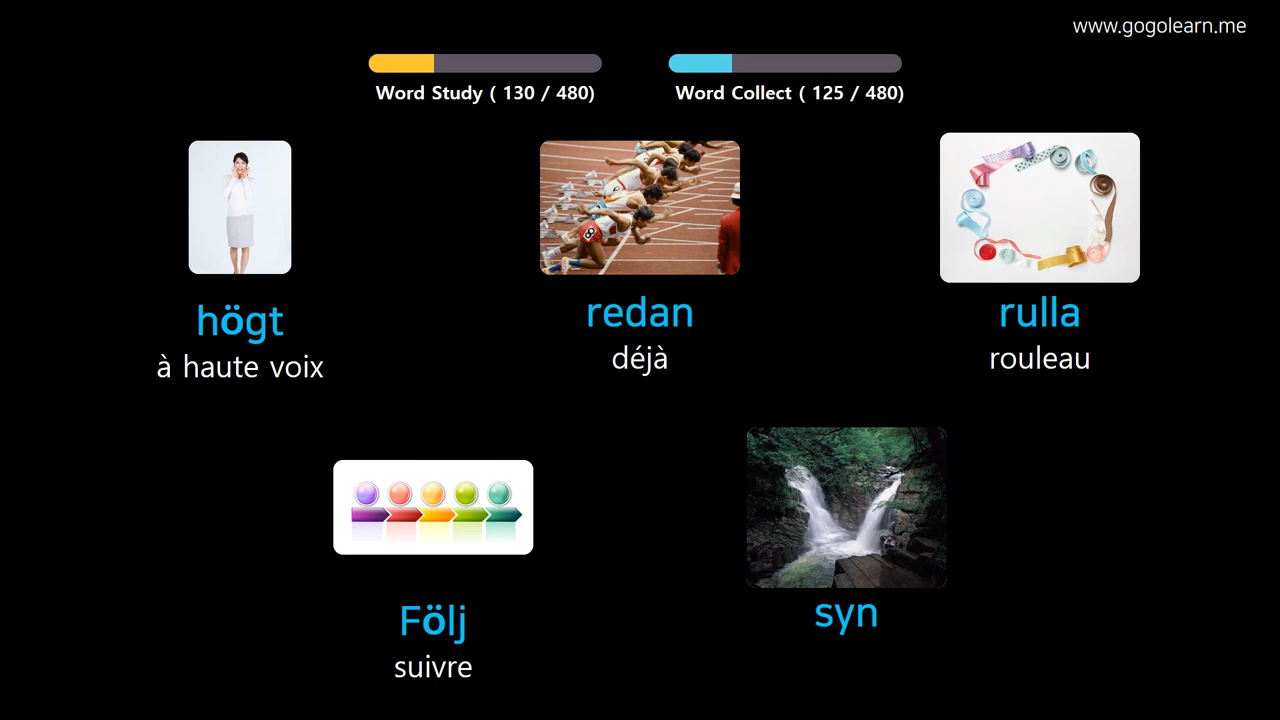 www.gogolearn.me
Word Study ( 130 / 480)
Word Collect ( 125 / 480)
högt
à haute voix
redan
déjà
rulla
rouleau
Följ
suivre
syn